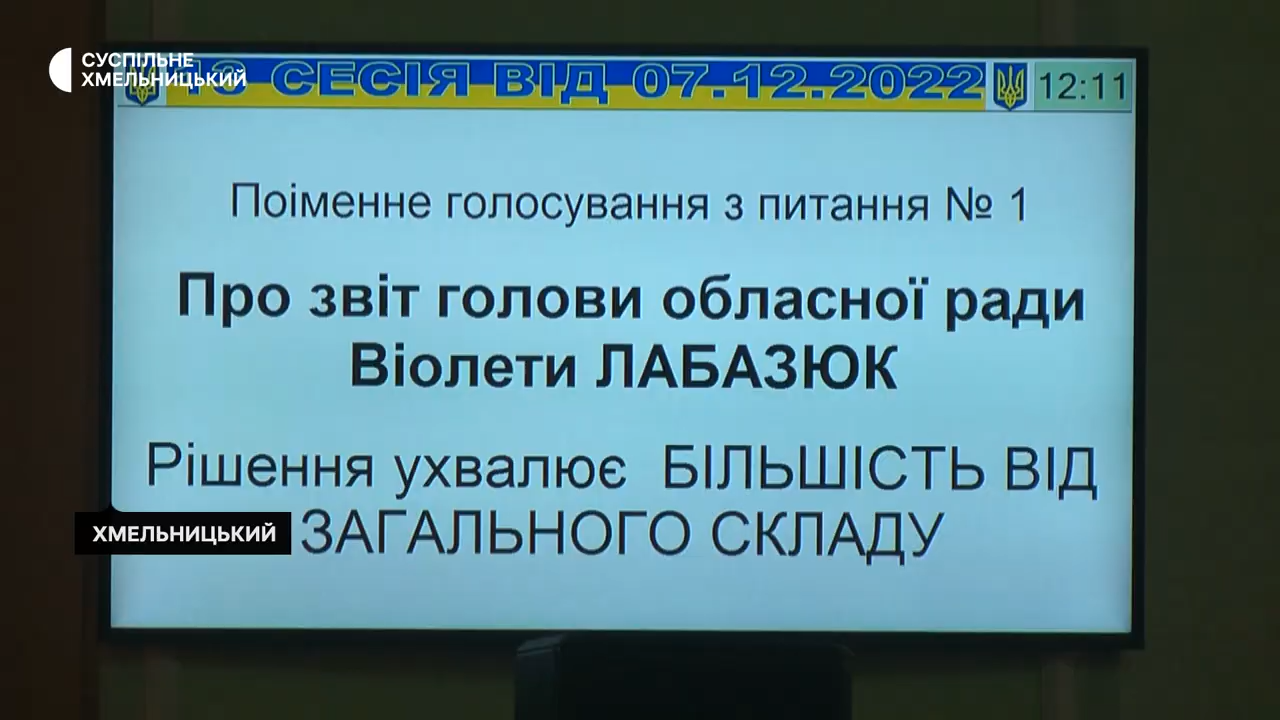 СУСПІЛЬНЕ
ХМЕЛЬНИЦЬКИЙ
СЕСІЯ ВІД 07.12.2022
12:11
Поіменне голосування з питання № 1
Про звіт голови обласної ради
Віолети ЛАБАЗЮК
Рішення ухвалює БІЛЬШІСТЬ ВІД
ЗАГАЛЬНОГО СКЛАДУ
ХМЕЛЬНИЦЬКИЙ